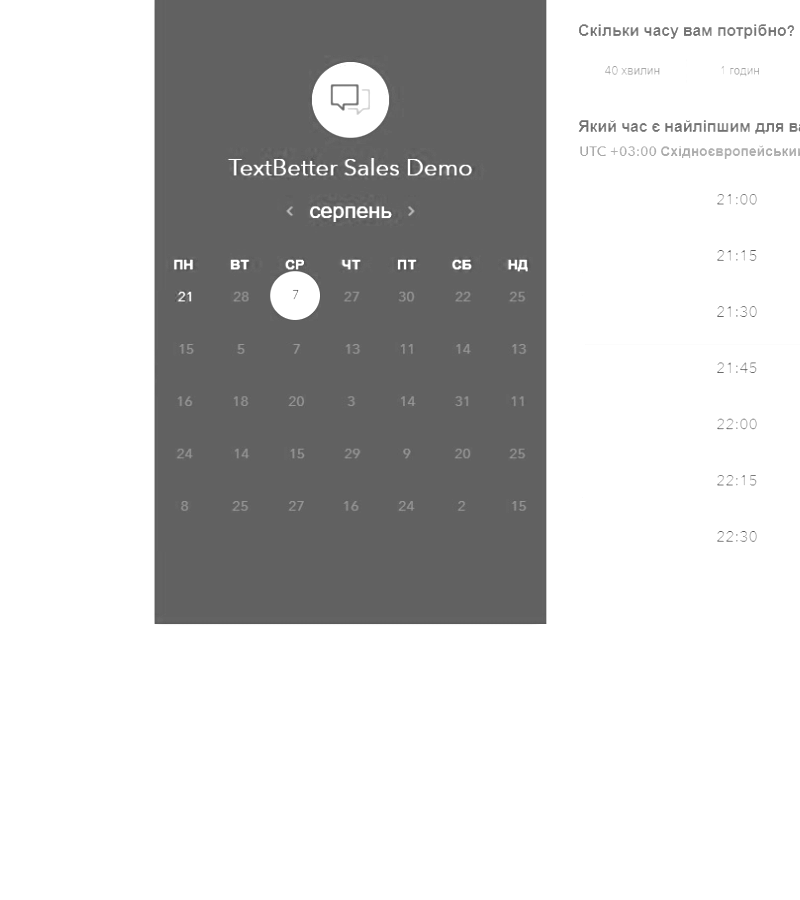 TextBetter Sales Demo
< серпень >
ПН ВТ СР ЧТ ПТ СБ НД
21 28 7 27 30 22 25
15 5 7 13 11 14 13
16 18 20 3 14 31 11
24 14 15 29 9 20 25
8 25 27 16 24 2 15
Скільки часу вам потрібно?
40 хвилин 1 годин
Який час є найліпшим для
UTC +03:00 Східноєвропейськи
21:00
21:15
21:30
21:45
22:00
22:15
22:30